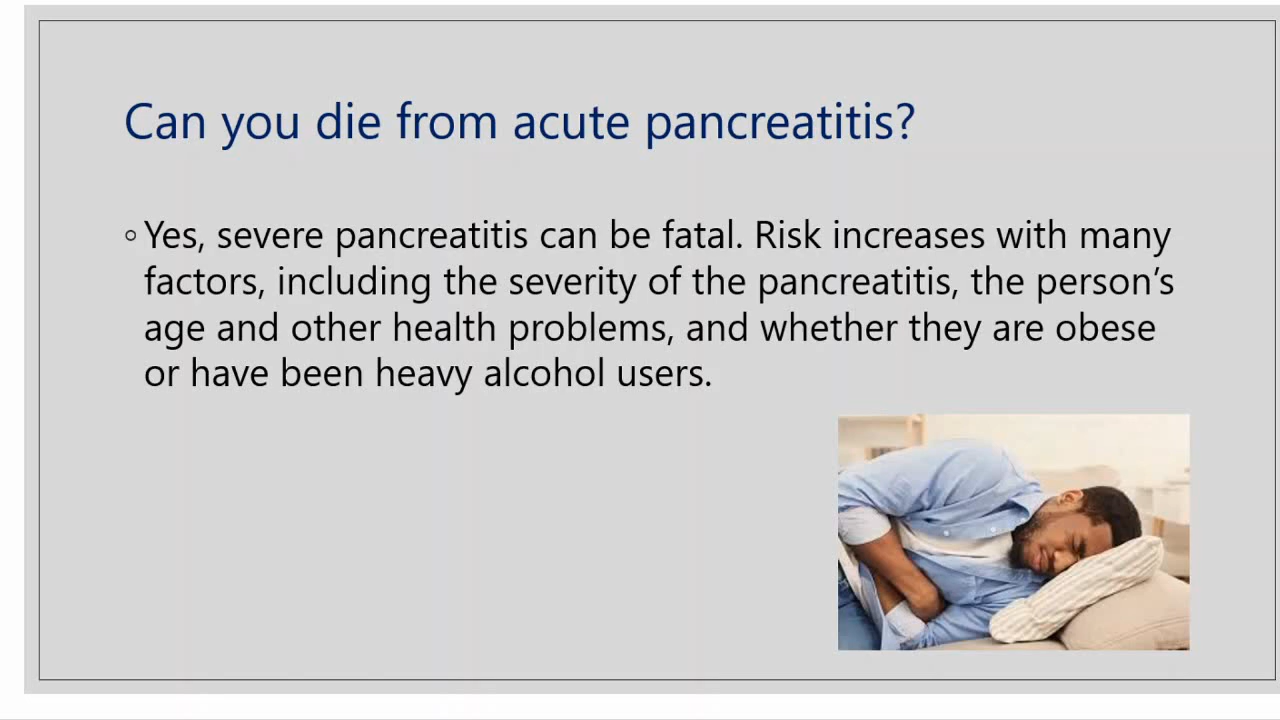 Can you die from acute pancreatitis?
◦ Yes, severe pancreatitis can be fatal. Risk increases with many
factors, including the severity of the pancreatitis, the person’s
age and other health problems, and whether they are obese
or have been heavy alcohol users.